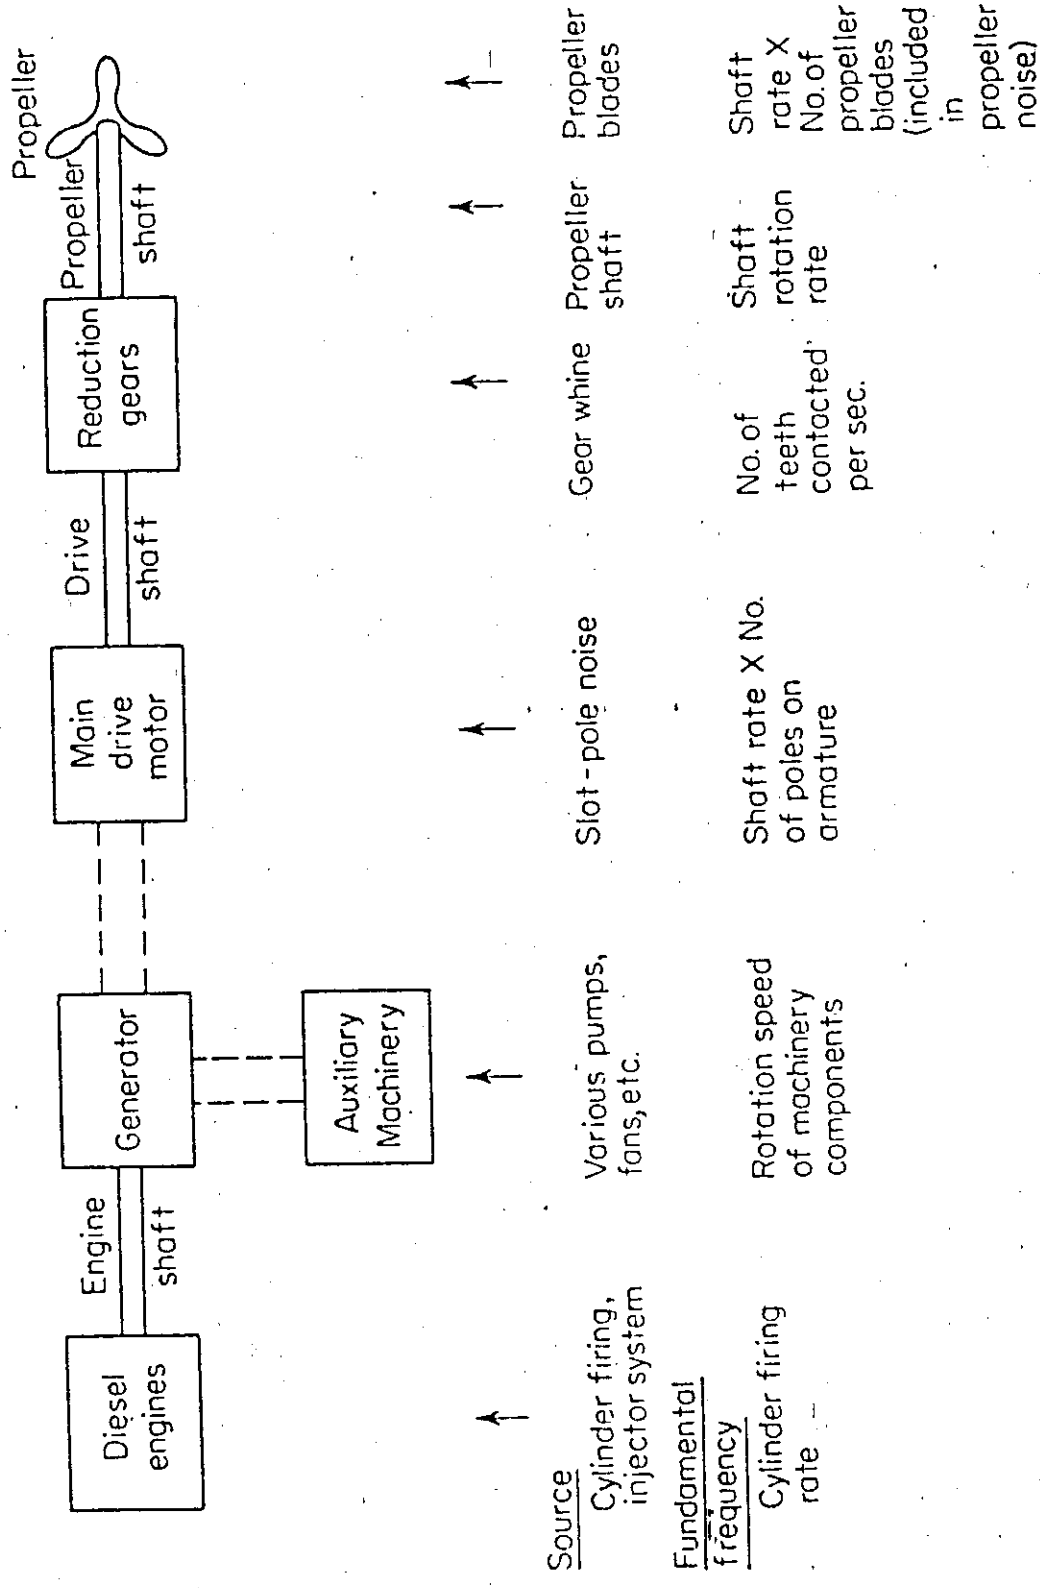 Diesel
engines
Engine
shaft
Generator
Auxiliary
Machinery
Main
drive
motor
Drive
shaft
Reduction
gears
Propeller
shaft
Propeller
Source
Cylinder firing,
injector system
Various pumps,
fans, etc.
Slot-pole noise
Gear whine
Propeller
shaft
Propeller
blades
Fundamental
frequency
Cylinder firing
rate
Rotation speed
of machinery
components
Shaft rate X No.
of poles on
armature
No. of
teeth
contacted
per sec.
Shaft
rotation
rate
Shaft
rate X
No. of
propeller
blades
(included
in
propeller
noise)